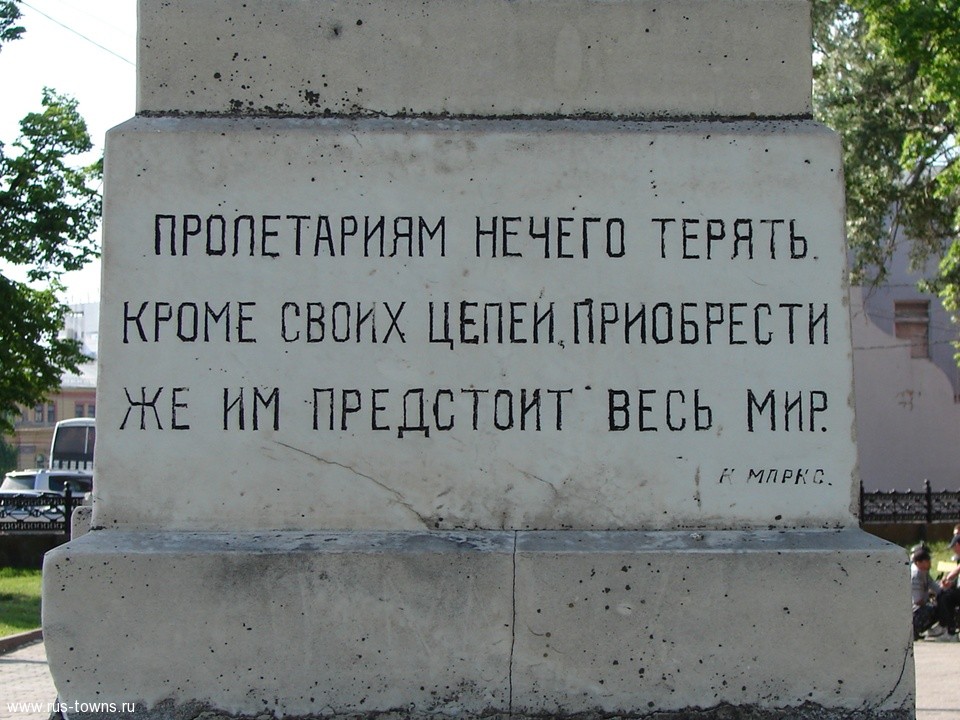 ПРОЛЕТАРИЯМ НЕЧЕГО ТЕРЯТЬ.
КРОМЕ СВОИХ ЦЕПЕЙ, ПРИОБРЕСТИ
ЖЕ ИМ ПРЕДСТОИТ ВЕСЬ МИР.
К МАРКС.
www.rus-towns.ru